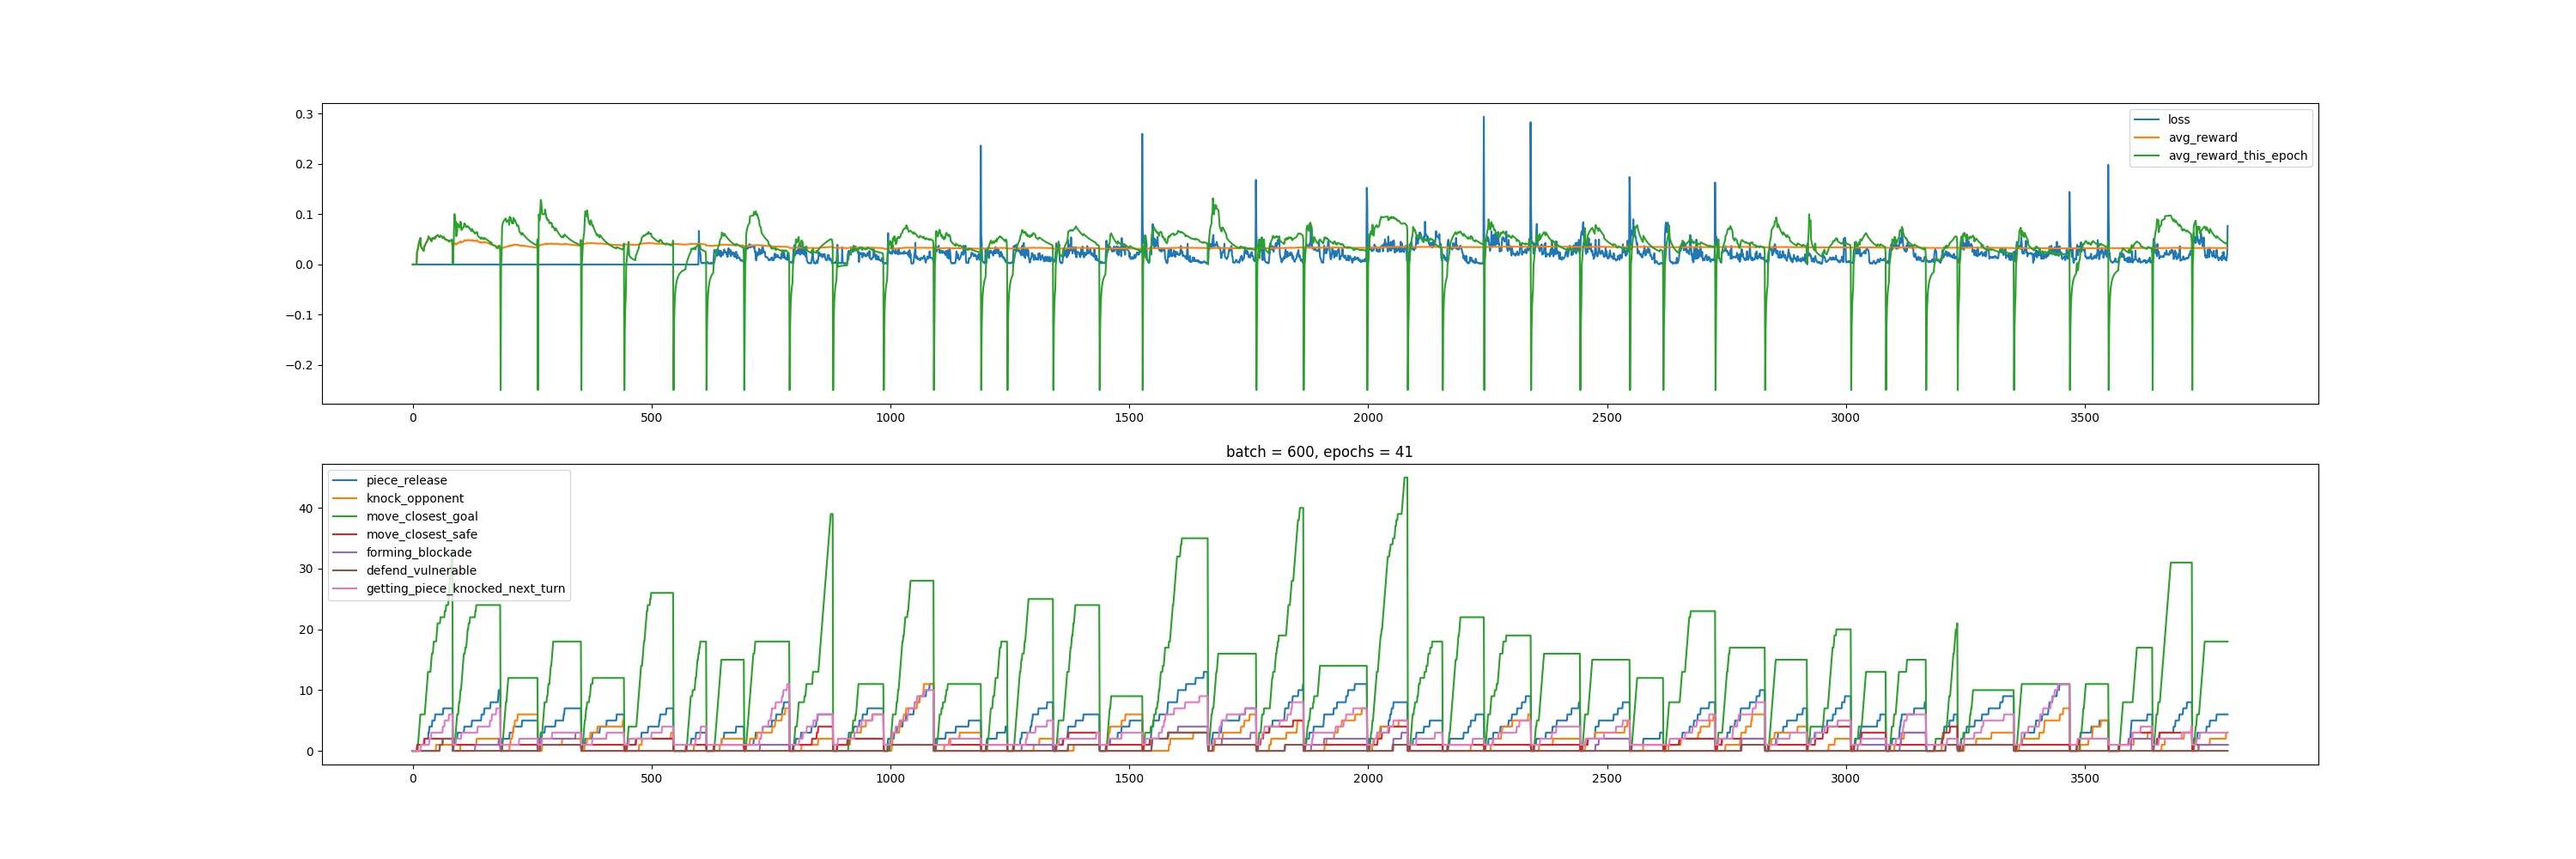 0.3
0.2
0.1
0.0
−0.1
−0.2
loss
avg_reward
avg_reward_this_epoch
0 500 1000 1500 2000 2500 3000 3500
batch = 600, epochs = 41
40
30
20
10
0
piece_release
knock_opponent
move_closest_goal
move_closest_safe
forming_blockade
defend_vulnerable
getting_piece_knocked_next_turn
0 500 1000 1500 2000 2500 3000 3500